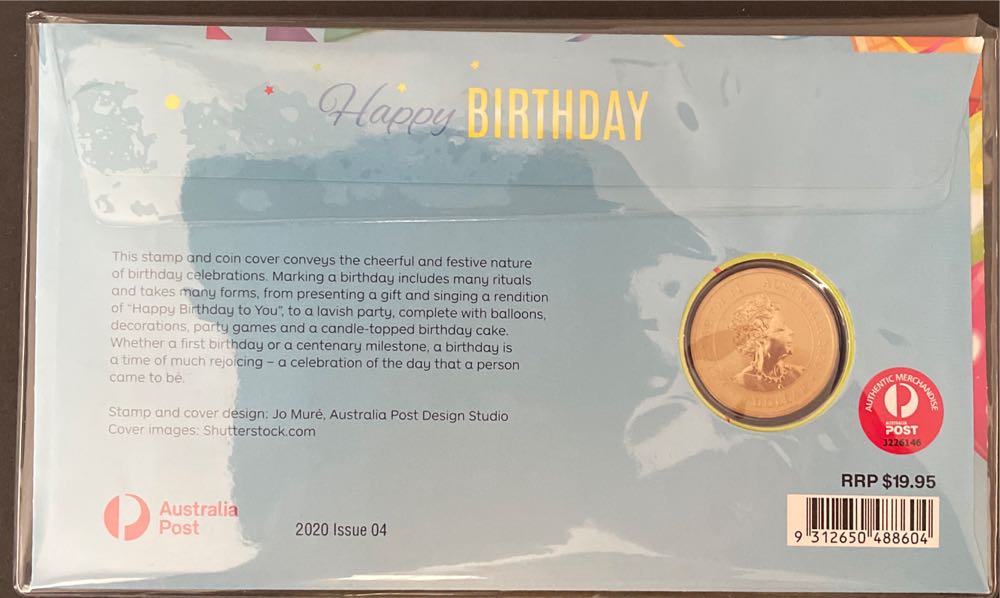 Happy BIRTHDAY
This stamp and coin cover conveys the cheerful and festive nature
of birthday celebrations. Marking a birthday includes many rituals
and takes many forms, from presenting a gift and singing a rendition
of “Happy Birthday to You”, to a lavish party, complete with balloons,
decorations, party games and a candle-topped birthday cake.
Whether a first birthday or a centenary milestone, a birthday is
a time of much rejoicing – a celebration of the day that a person
came to be.
Stamp and cover design: Jo Muré, Australia Post Design Studio
Cover images: Shutterstock.com
Australia
Post
2020 Issue 04
AUTHENTIC MERCHANDISE
AUSTRALIA
POST
3226146
RRP $19.95
9 312650 488604